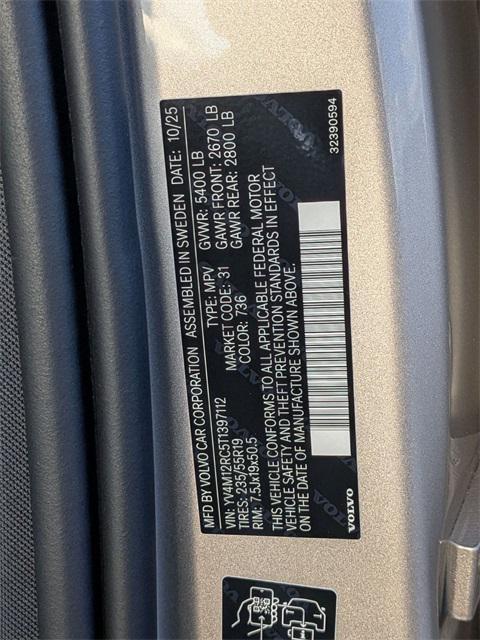 MFD BY VOLVO CAR CORPORATION ASSEMBLED IN SWEDEN DATE: 10/25
VIN: YV4M12RC5T1397112 TYPE: MPV GVWR: 5400 LB
TIRES: 235/55R19 MARKET CODE: 31 GAWR FRONT: 2670 LB
RIM: 7.5Jx19x50.5 COLOR: 736 GAWR REAR: 2800 LB
THIS VEHICLE CONFORMS TO ALL APPLICABLE FEDERAL MOTOR
VEHICLE SAFETY AND THEFT PREVENTION STANDARDS IN EFFECT
ON THE DATE OF MANUFACTURE SHOWN ABOVE.
VOLVO 32390594